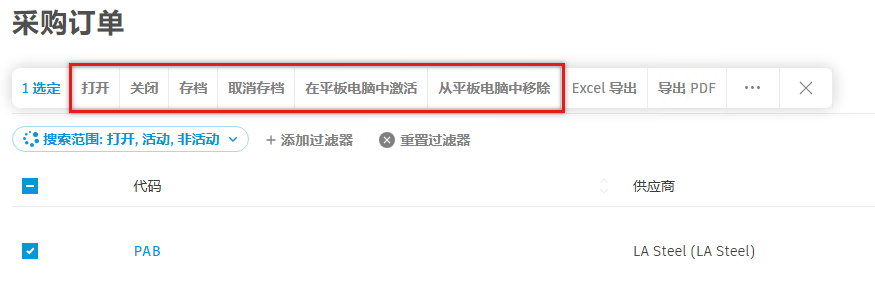 采购订单
1 选定 打开 关闭 存档 取消存档 在平板电脑中激活 从平板电脑中移除 Excel 导出 导出 PDF ...
搜索范围: 打开, 活动, 非活动 + 添加过滤器 重置过滤器
代码 供应商
PAB LA Steel (LA Steel)